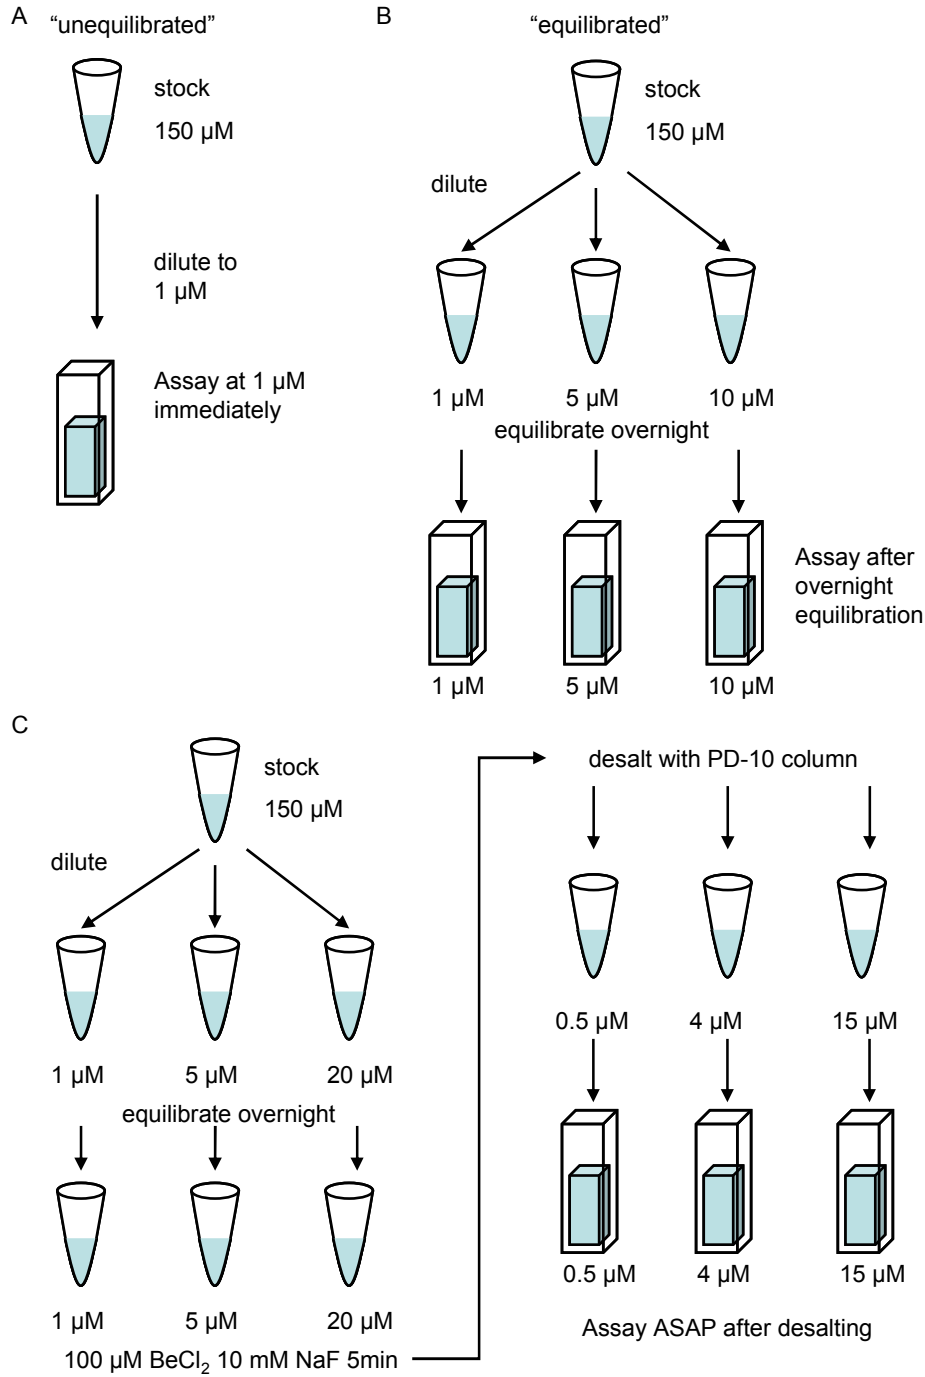 A
“unequilibrated”
stock
150 µM
dilute to
1 µM
Assay at 1 µM
immediately
B
“equilibrated”
stock
150 µM
dilute
1 µM 5 µM 10 µM
equilibrate overnight
Assay after
overnight
equilibration
1 µM 5 µM 10 µM
C
stock
150 µM
dilute
1 µM 5 µM 20 µM
equilibrate overnight
1 µM 5 µM 20 µM
100 µM BeCl₂ 10 mM NaF 5min
desalt with PD-10 column
0.5 µM 4 µM 15 µM
0.5 µM 4 µM 15 µM
Assay ASAP after desalting